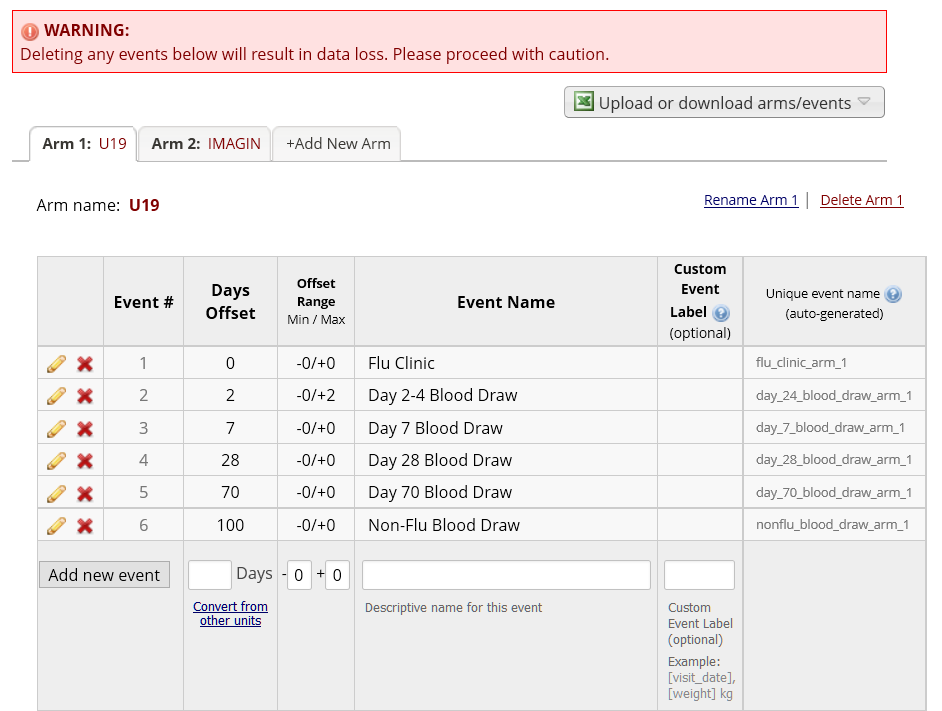 WARNING:
Deleting any events below will result in data loss. Please proceed with caution.
Upload or download arms/events
Arm 1: U19 Arm 2: IMAGIN +Add New Arm
Arm name: U19 Rename Arm 1 | Delete Arm 1
Event # Days Offset Offset Range Min / Max Event Name Custom Event Label ? (optional) Unique event name ? (auto-generated)
1 0 -0/+0 Flu Clinic flu_clinic_arm_1
2 2 -0/+2 Day 2-4 Blood Draw day_24_blood_draw_arm_1
3 7 -0/+0 Day 7 Blood Draw day_7_blood_draw_arm_1
4 28 -0/+0 Day 28 Blood Draw day_28_blood_draw_arm_1
5 70 -0/+0 Day 70 Blood Draw day_70_blood_draw_arm_1
6 100 -0/+0 Non-Flu Blood Draw nonflu_blood_draw_arm_1
Add new event Days -0 +0
Convert from
other units
Descriptive name for this event
Custom
Event Label
(optional)
Example:
[visit_date],
[weight] kg